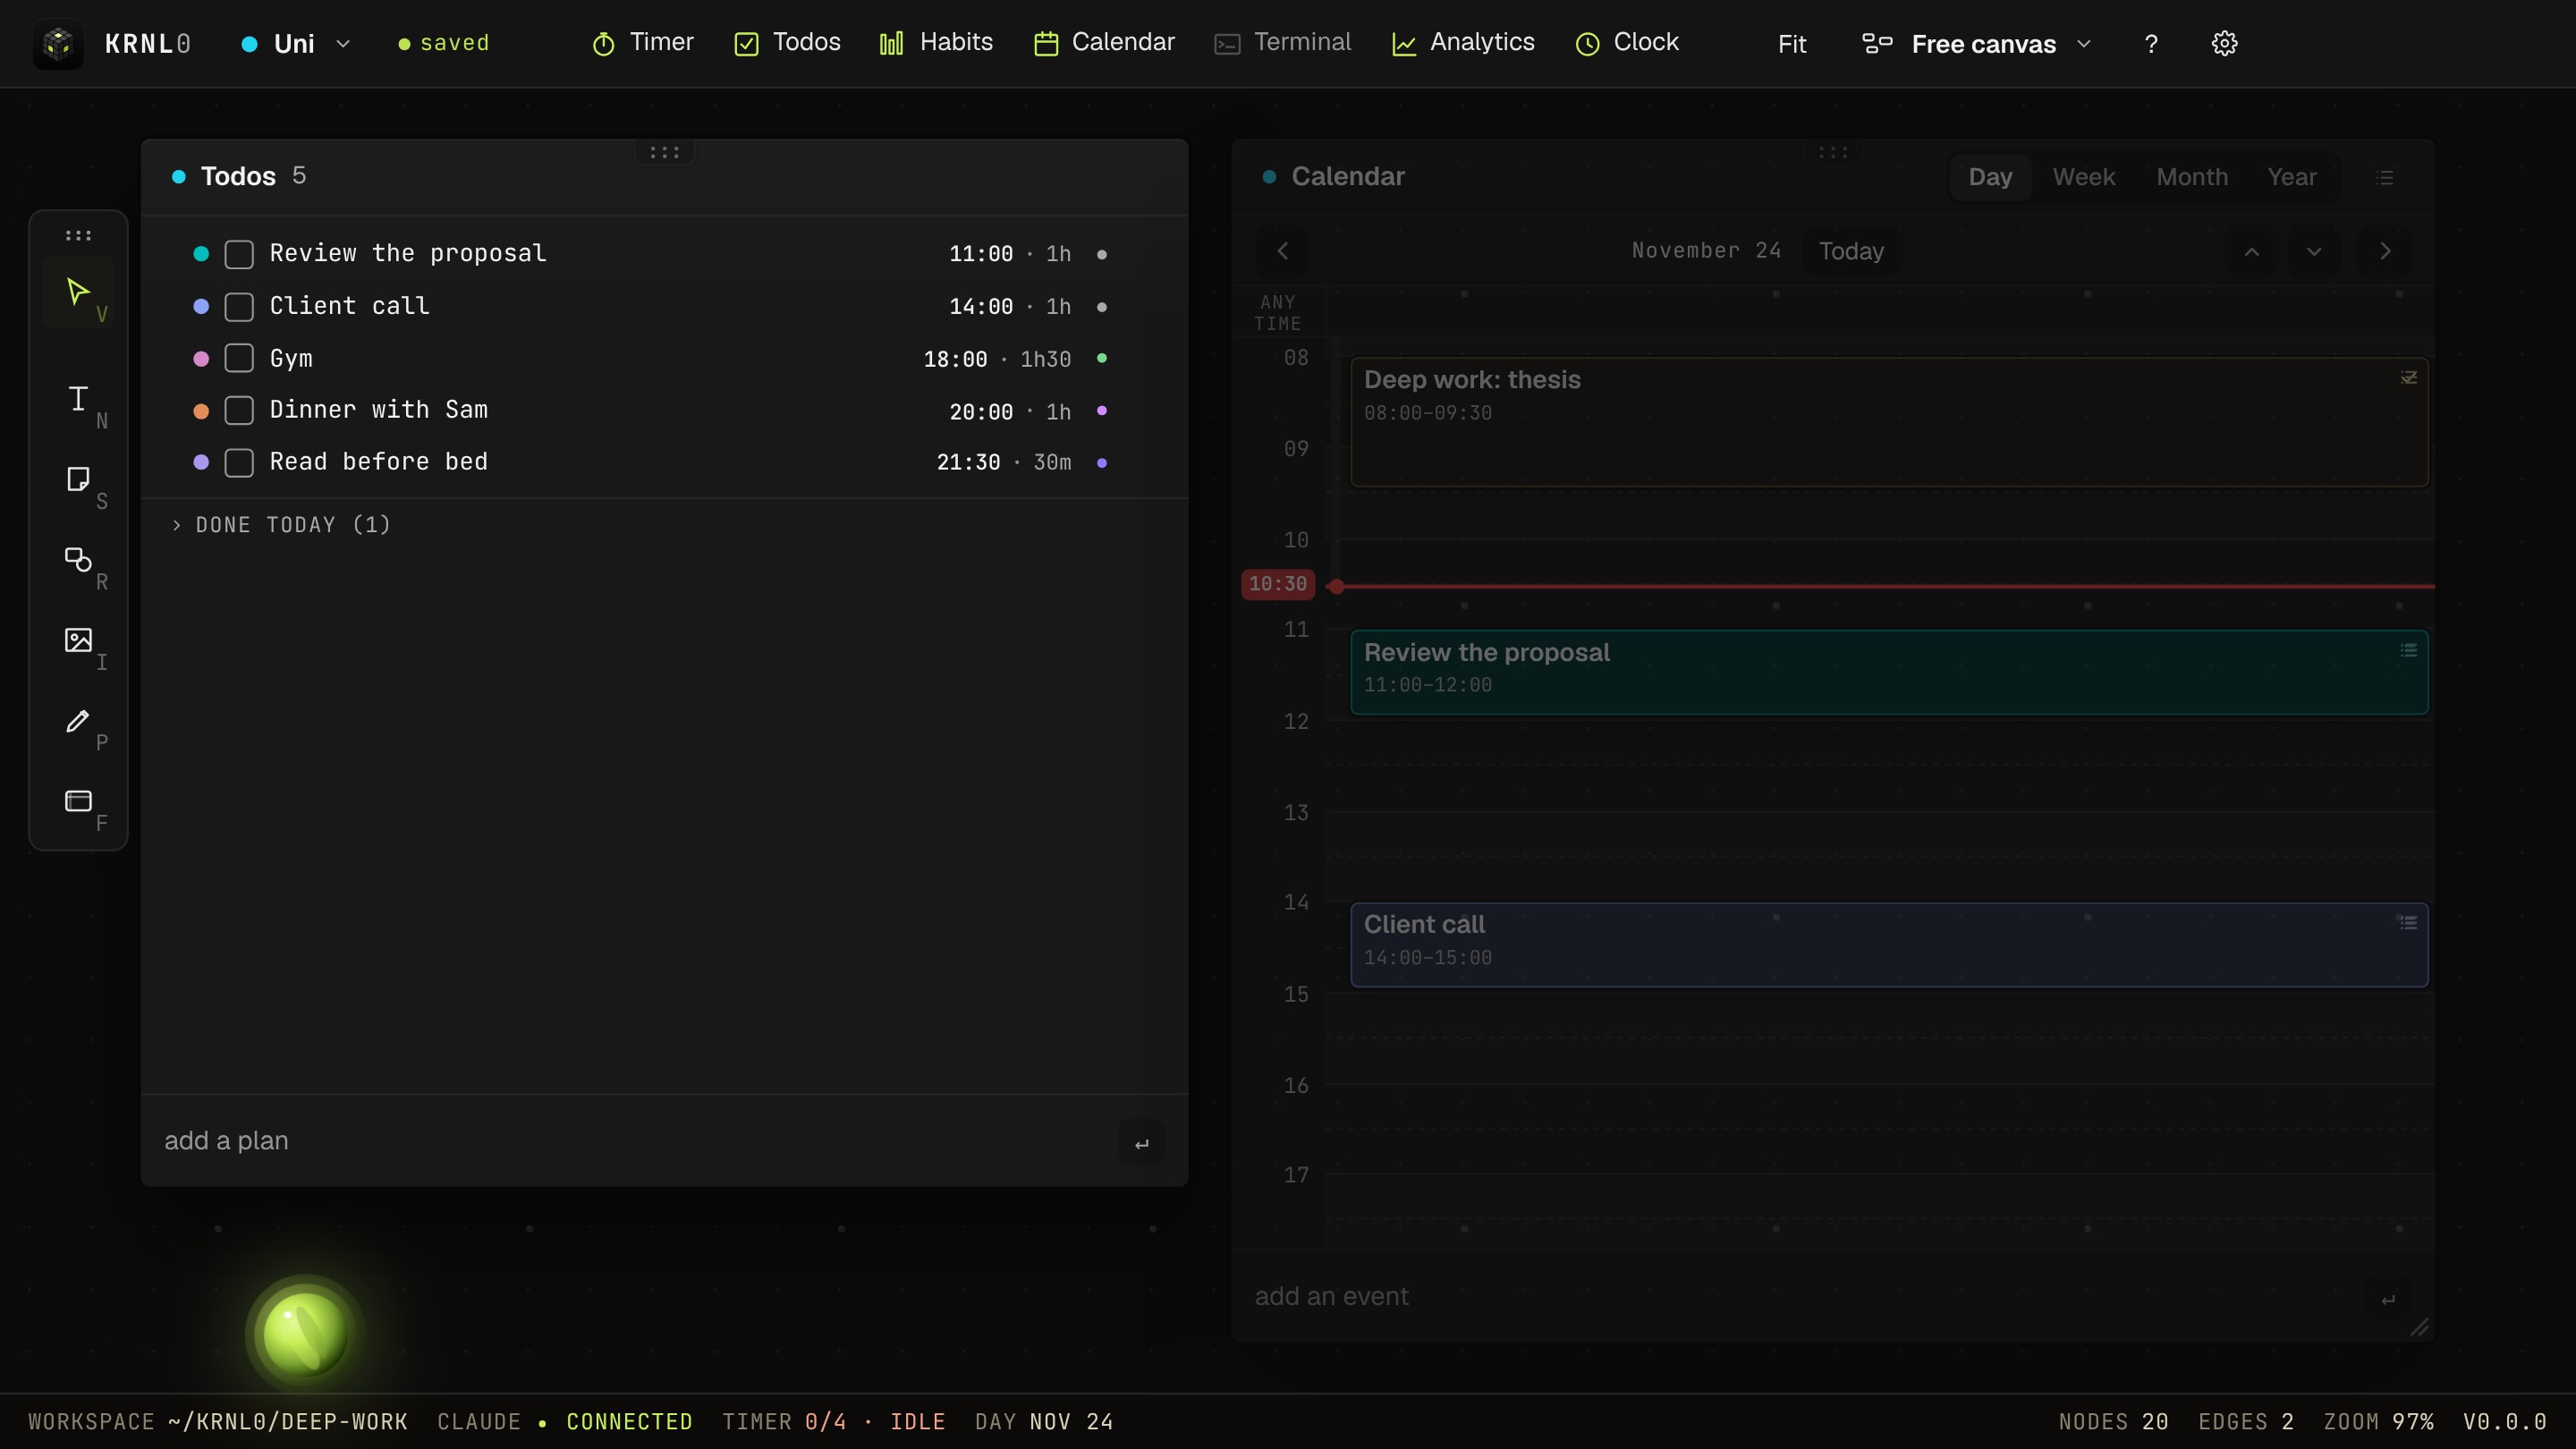 KRNL0 Uni saved Timer Todos Habits Calendar Terminal Analytics Clock Fit Free canvas ?
Todos 5
Review the proposal 11:00 · 1h
Client call 14:00 · 1h
Gym 18:00 · 1h30
Dinner with Sam 20:00 · 1h
Read before bed 21:30 · 30m
DONE TODAY (1)
add a plan
V
N
S
R
I
P
F
Calendar Day Week Month Year
November 24 Today
ANY
TIME
08
Deep work: thesis
08:00–09:30
09
10
10:30
11
Review the proposal
11:00–12:00
12
13
14
Client call
14:00–15:00
15
16
17
add an event
WORKSPACE ~/KRNL0/DEEP-WORK CLAUDE • CONNECTED TIMER 0/4 · IDLE DAY NOV 24 NODES 20 EDGES 2 ZOOM 97% V0.0.0